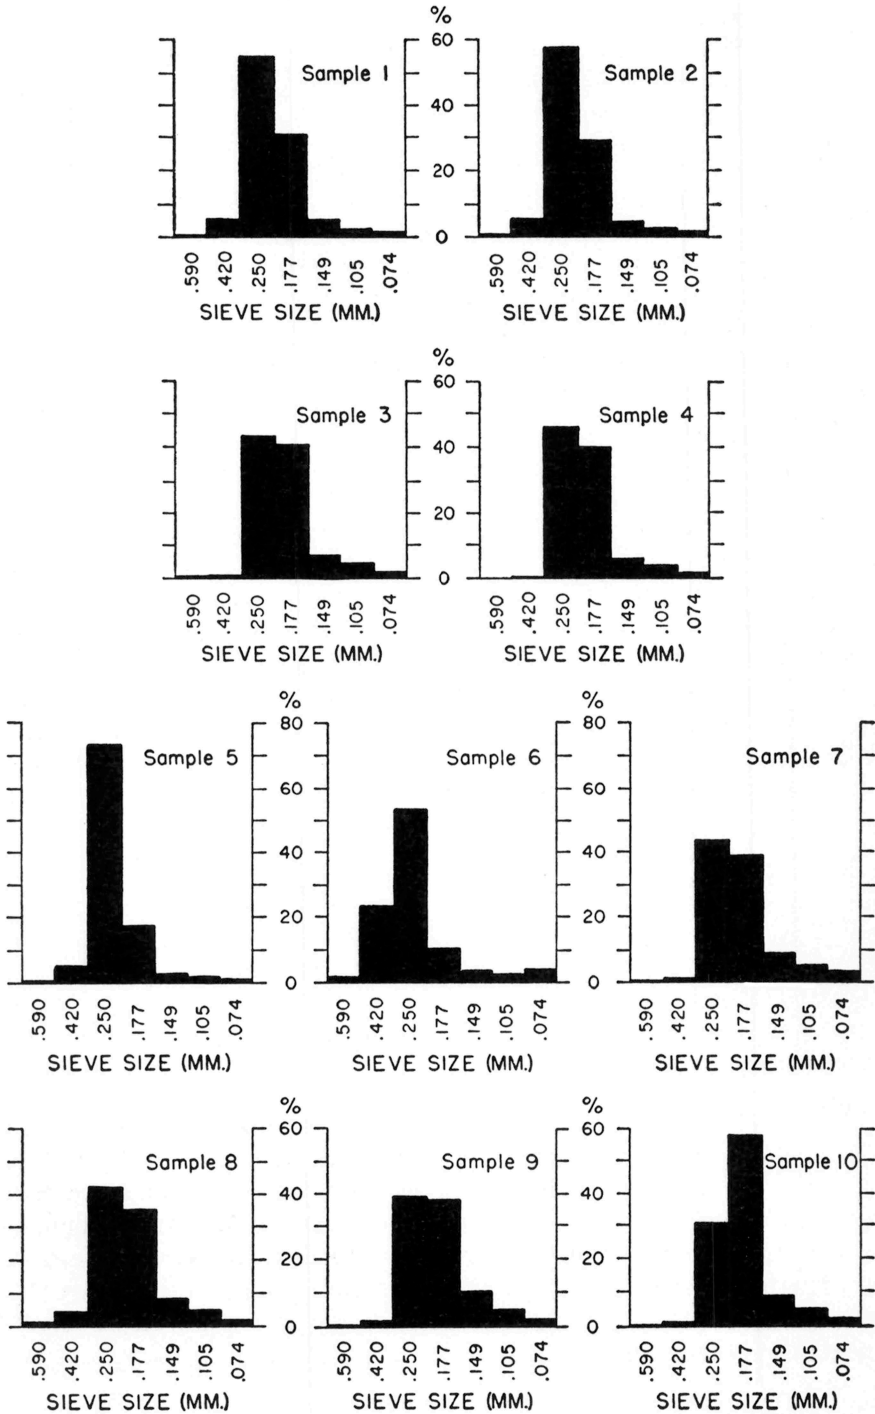 %
60
40
20
0
Sample 1
Sample 2
.590 .420 .250 .177 .149 .105 .074
.590 .420 .250 .177 .149 .105 .074
SIEVE SIZE (MM.)
SIEVE SIZE (MM.)
%
60
40
20
0
Sample 3
Sample 4
.590 .420 .250 .177 .149 .105 .074
.590 .420 .250 .177 .149 .105 .074
SIEVE SIZE (MM.)
SIEVE SIZE (MM.)
%
80
60
40
20
0
%
80
60
40
20
0
Sample 5
Sample 6
Sample 7
.590 .420 .250 .177 .149 .105 .074
.590 .420 .250 .177 .149 .105 .074
.590 .420 .250 .177 .149 .105 .074
SIEVE SIZE (MM.)
SIEVE SIZE (MM.)
SIEVE SIZE (MM.)
%
60
40
20
0
%
60
40
20
0
Sample 8
Sample 9
Sample 10
.590 .420 .250 .177 .149 .105 .074
.590 .420 .250 .177 .149 .105 .074
.590 .420 .250 .177 .149 .105 .074
SIEVE SIZE (MM.)
SIEVE SIZE (MM.)
SIEVE SIZE (MM.)